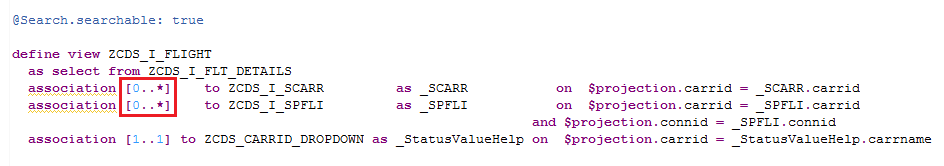 @Search.searchable: true
define view ZCDS_I_FLIGHT
as select from ZCDS_I_FLT_DETAILS
association [0..*] to ZCDS_I_SCARR as _SCARR on $projection.carrid = _SCARR.carrid
association [0..*] to ZCDS_I_SPFLI as _SPFLI on $projection.carrid = _SPFLI.carrid
and $projection.connid = _SPFLI.connid
association [1..1] to ZCDS_CARRID_DROPDOWN as _StatusValueHelp on $projection.carrid = _StatusValueHelp.carrname